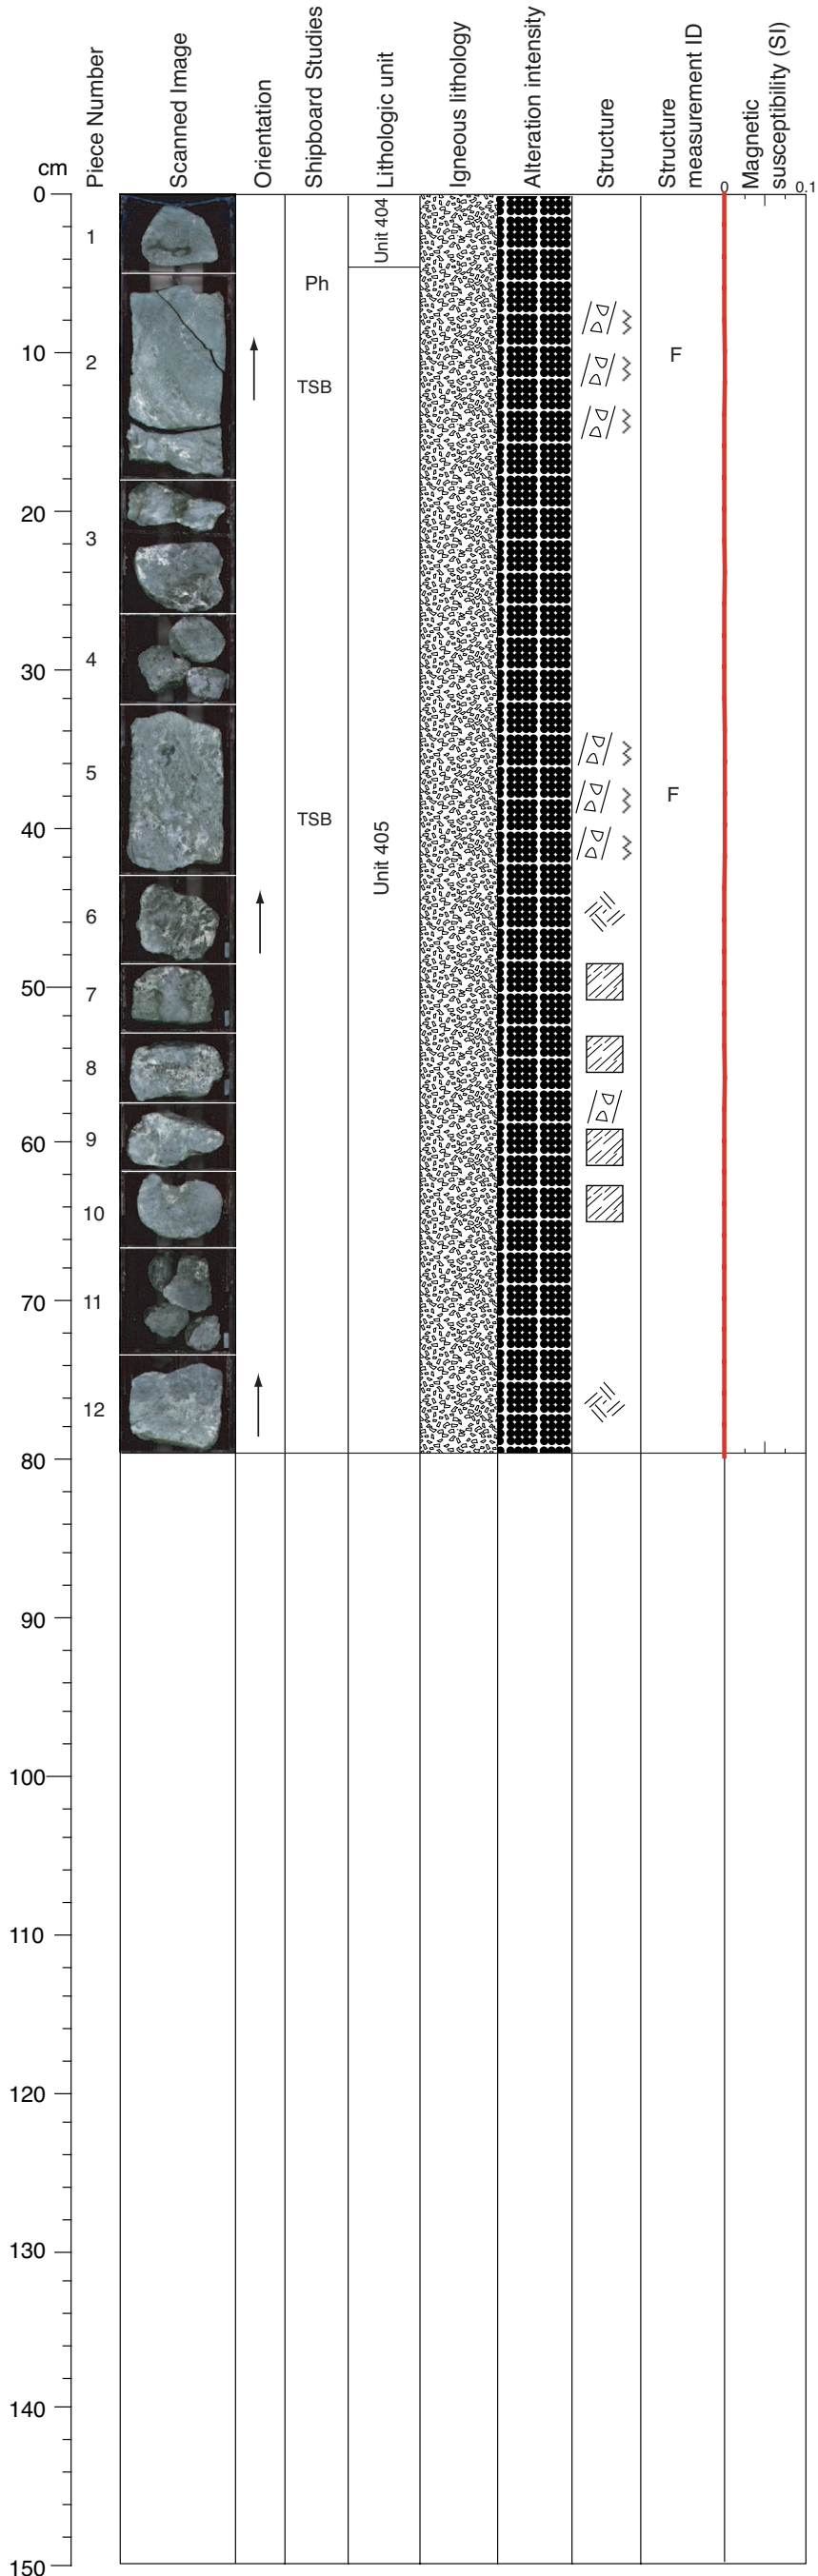 cm
Piece Number
Scanned Image
Orientation
Shipboard Studies
Lithologic unit
Igneous lithology
Alteration intensity
Structure
Structure
measurement ID
Magnetic
susceptibility (SI)
0
0.1
0
10
20
30
40
50
60
70
80
90
100
110
120
130
140
150
1
2
3
4
5
6
7
8
9
10
11
12
Ph
TSB
TSB
Unit 404
Unit 405
F
F